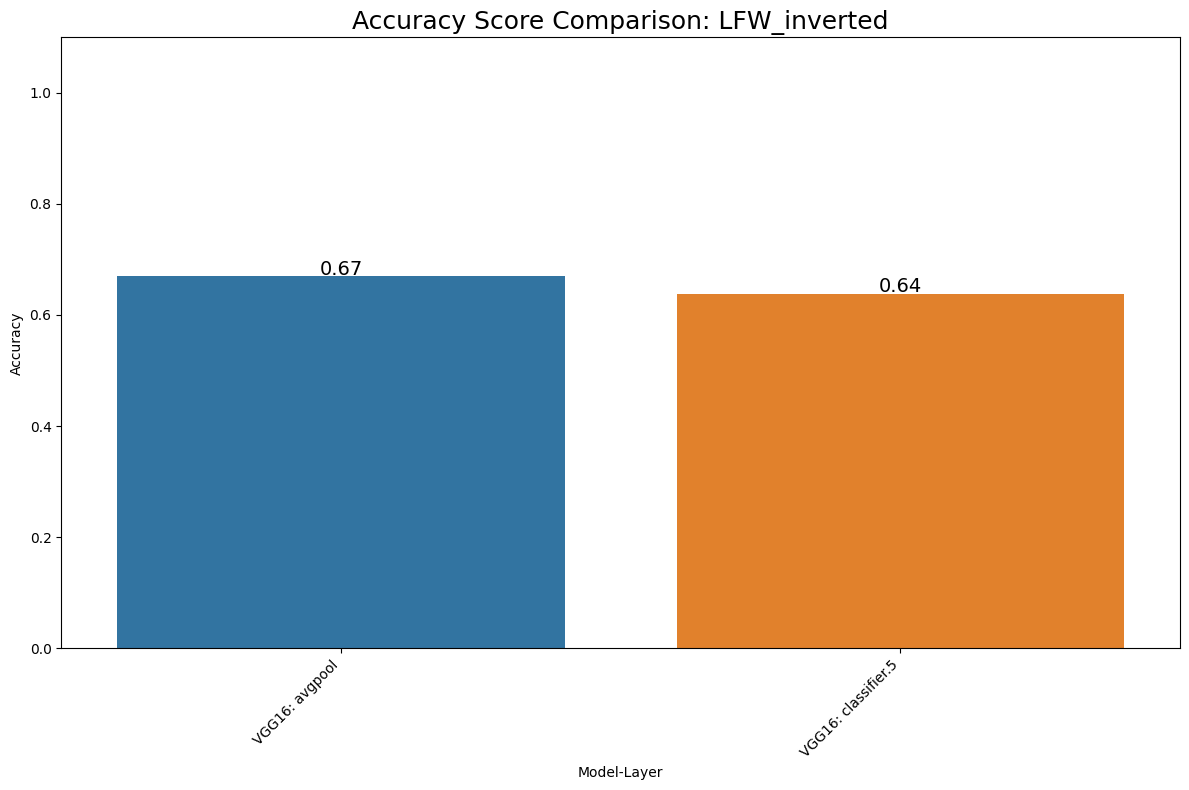 Accuracy Score Comparison: LFW_inverted
1.0
0.8
0.6
0.4
0.2
0.0
Accuracy
0.67
0.64
VGG16: avgpool
VGG16: classifier.5
Model-Layer